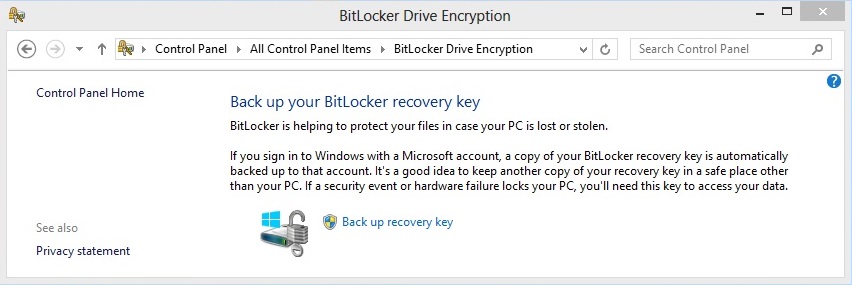 BitLocker Drive Encryption
Control Panel
All Control Panel Items
BitLocker Drive Encryption
Search Control Panel
Control Panel Home
Back up your BitLocker recovery key
BitLocker is helping to protect your files in case your PC is lost or stolen.
If you sign in to Windows with a Microsoft account, a copy of your BitLocker recovery key is automatically
backed up to that account. It's a good idea to keep another copy of your recovery key in a safe place other
than your PC. If a security event or hardware failure locks your PC, you'll need this key to access your data.
Back up recovery key
See also
Privacy statement